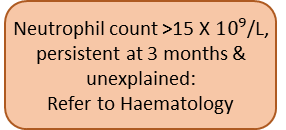 Neutrophil count >15 X 10⁹/L,
persistent at 3 months &
unexplained:
Refer to Haematology